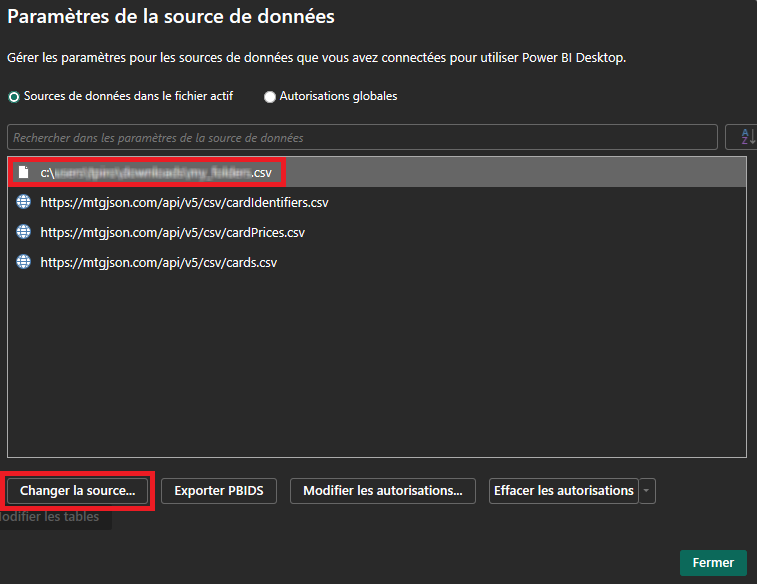 Paramètres de la source de données
Gérer les paramètres pour les sources de données que vous avez connectées pour utiliser Power BI Desktop.
Sources de données dans le fichier actif Autorisations globales
Rechercher dans les paramètres de la source de données
c:\ .csv
https://mtgjson.com/api/v5/csv/cardIdentifiers.csv
https://mtgjson.com/api/v5/csv/cardPrices.csv
https://mtgjson.com/api/v5/csv/cards.csv
Changer la source... Exporter PBIDS Modifier les autorisations... Effacer les autorisations
odifier les tables
Fermer